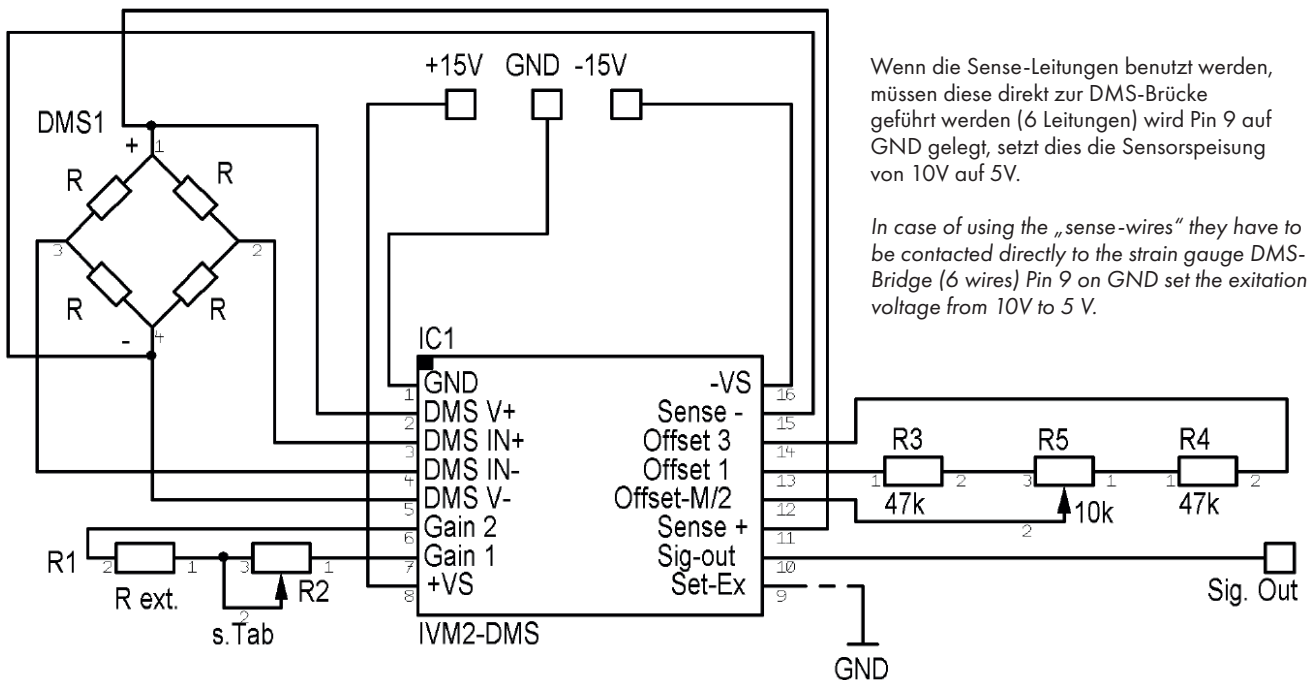 +15V GND -15V
Wenn die Sense-Leitungen benutzt werden,
müssen diese direkt zur DMS-Brücke
geführt werden (6 Leitungen) wird Pin 9 auf
GND gelegt, setzt dies die Sensorspeisung
von 10V auf 5V.
In case of using the „sense-wires“ they have to
be contacted directly to the strain gauge DMS-
Bridge (6 wires) Pin 9 on GND set the exitation
voltage from 10V to 5 V.
DMS1
+ 1
R R
3 2
R R
- 4
IC1
GND -VS
1 16
DMS V+ Sense -
2 15
DMS IN+ Offset 3
3 14
DMS IN- Offset 1
4 13
DMS V- Offset-M/2
5 12
Gain 2 Sense +
6 11
Gain 1 Sig-out
7 10
+VS Set-Ex
8 9
IVM2-DMS
R3 R5 R4
1 2 3 1 1 2
47k 10k 47k
2
R1 2 1 3 1
R ext. R2
2
s.Tab
Sig. Out
GND